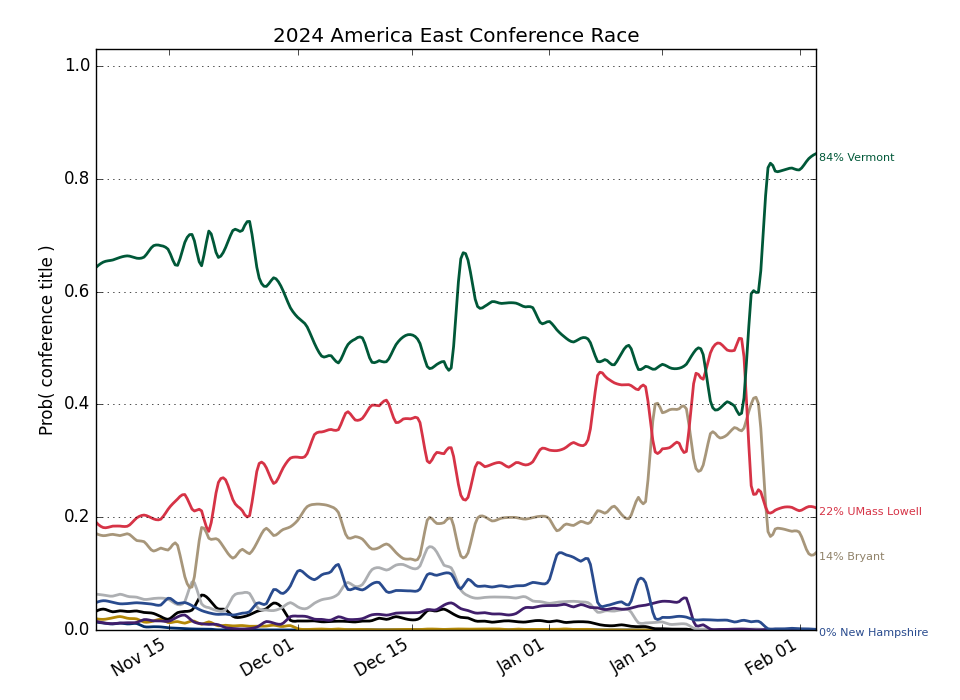 2024 America East Conference Race
Prob( conference title )
1.0
0.8
0.6
0.4
0.2
0.0
84% Vermont
22% UMass Lowell
14% Bryant
0% New Hampshire
Nov 15
Dec 01
Dec 15
Jan 01
Jan 15
Feb 01